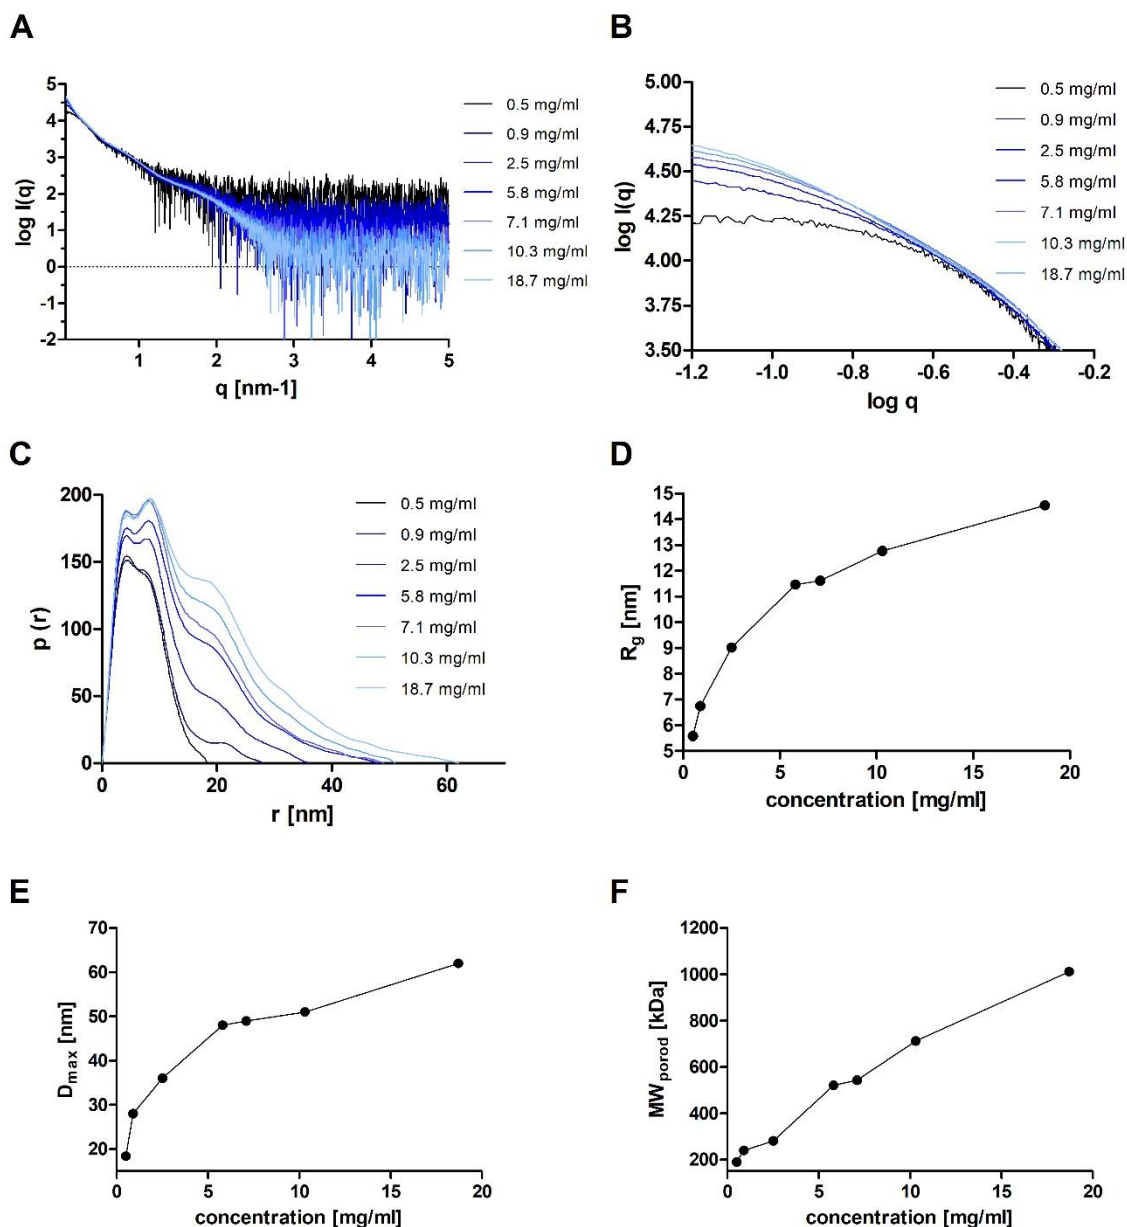 A
5
4
3
2
1
0
-1
-2
log I(q)
1
2
3
4
5
q [nm-1]
0.5 mg/ml
0.9 mg/ml
2.5 mg/ml
5.8 mg/ml
7.1 mg/ml
10.3 mg/ml
18.7 mg/ml
B
5.00
4.75
4.50
4.25
4.00
3.75
3.50
log I(q)
-1.2
-1.0
-0.8
-0.6
-0.4
-0.2
log q
0.5 mg/ml
0.9 mg/ml
2.5 mg/ml
5.8 mg/ml
7.1 mg/ml
10.3 mg/ml
18.7 mg/ml
C
200
150
100
50
0
p (r)
0
20
40
60
r [nm]
0.5 mg/ml
0.9 mg/ml
2.5 mg/ml
5.8 mg/ml
7.1 mg/ml
10.3 mg/ml
18.7 mg/ml
D
15
14
13
12
11
10
9
8
7
6
5
Rg [nm]
0
5
10
15
20
concentration [mg/ml]
E
70
60
50
40
30
20
Dmax [nm]
0
5
10
15
20
concentration [mg/ml]
F
1200
1000
800
600
400
200
MWporod [kDa]
0
5
10
15
20
concentration [mg/ml]